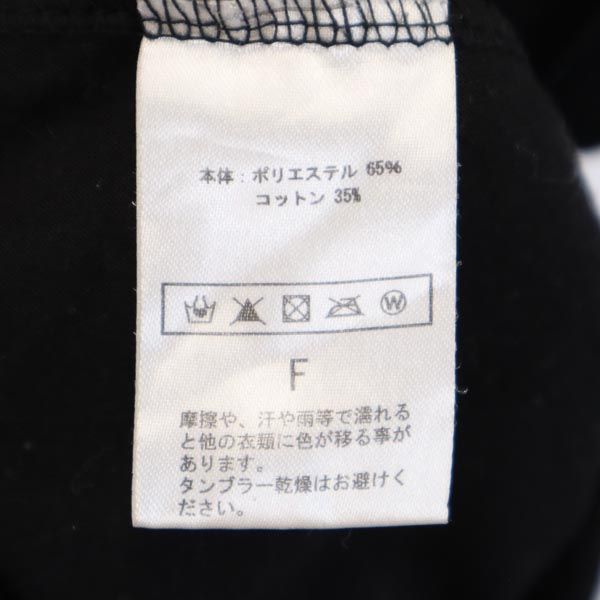 本体：ポリエステル 65%
コットン 35%
W
F
摩擦や、汗や雨等で濡れる
と他の衣類に色が移る事が
あります。
タンブラー乾燥はお避けく
ださい。